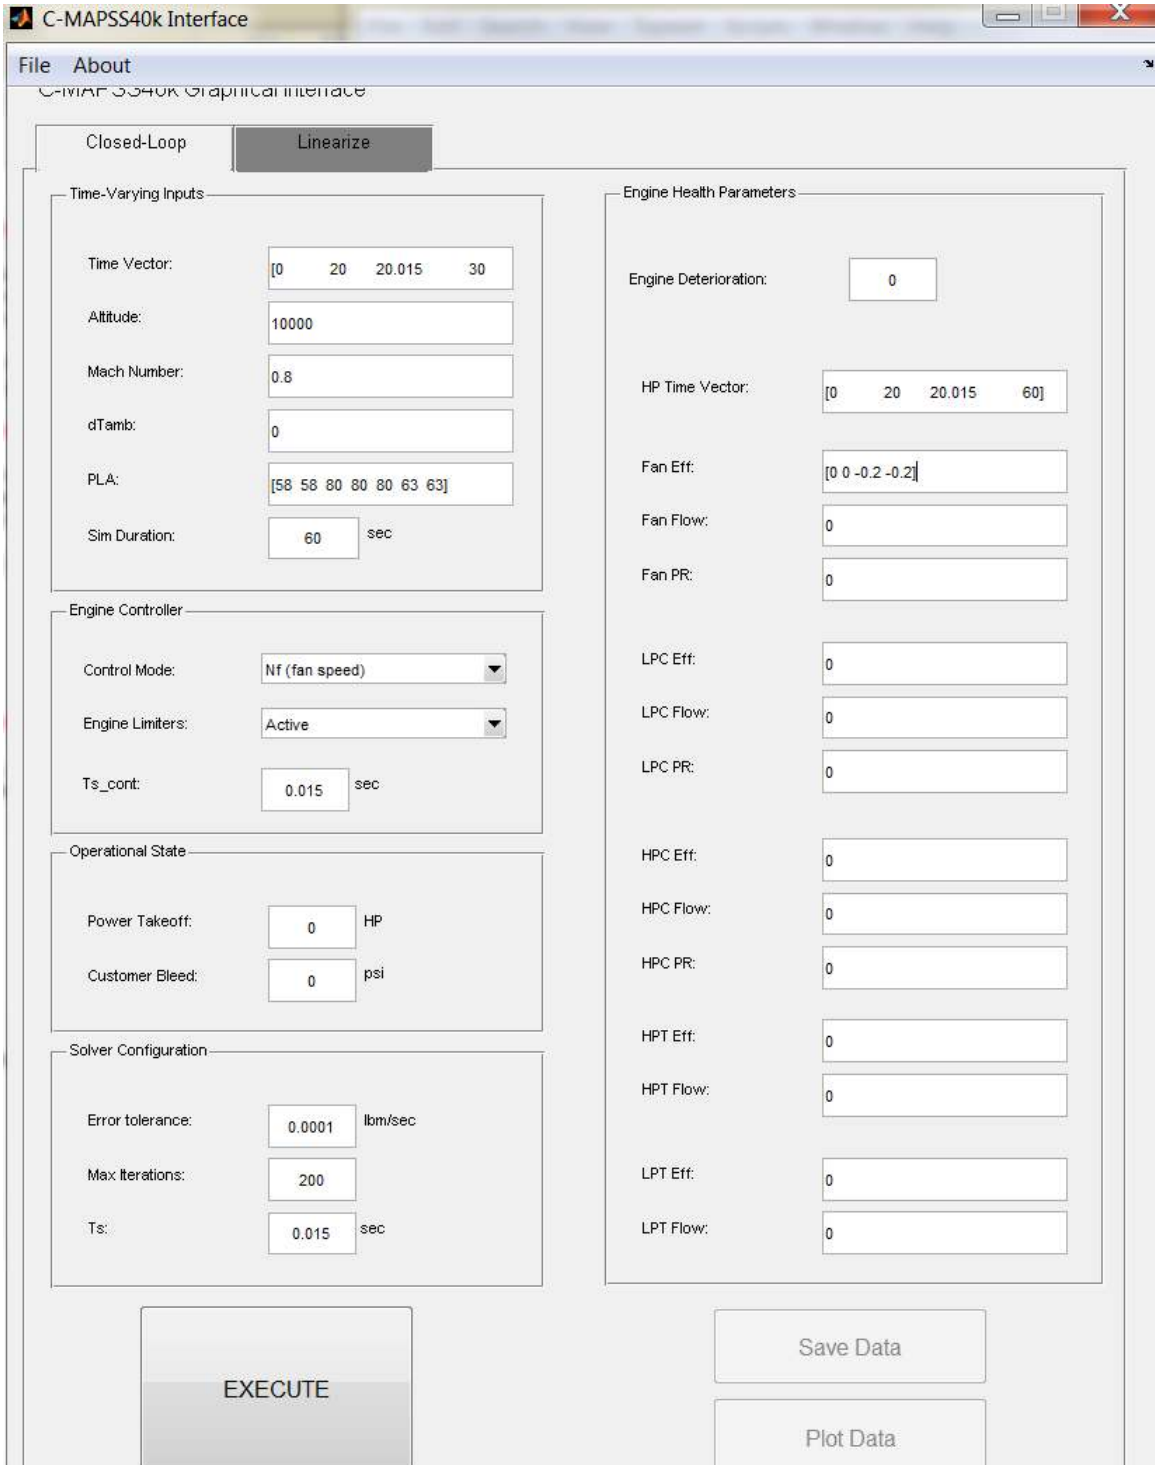 C-MAPSS40k Interface
File About
C-MAPSS40k Graphical Interface
Closed-Loop Linearize
Time-Varying Inputs
Time Vector: [0 20 20.015 30
Altitude: 10000
Mach Number: 0.8
dTamb: 0
PLA: [58 58 80 80 80 63 63]
Sim Duration: 60 sec
Engine Controller
Control Mode: Nf (fan speed)
Engine Limiters: Active
Ts_cont: 0.015 sec
Operational State
Power Takeoff: 0 HP
Customer Bleed: 0 psi
Solver Configuration
Error tolerance: 0.0001 lbm/sec
Max Iterations: 200
Ts: 0.015 sec
EXECUTE
Engine Health Parameters
Engine Deterioration: 0
HP Time Vector: [0 20 20.015 60]
Fan Eff: [0 0 -0.2 -0.2]
Fan Flow: 0
Fan PR: 0
LPC Eff: 0
LPC Flow: 0
LPC PR: 0
HPC Eff: 0
HPC Flow: 0
HPC PR: 0
HPT Eff: 0
HPT Flow: 0
LPT Eff: 0
LPT Flow: 0
Save Data
Plot Data